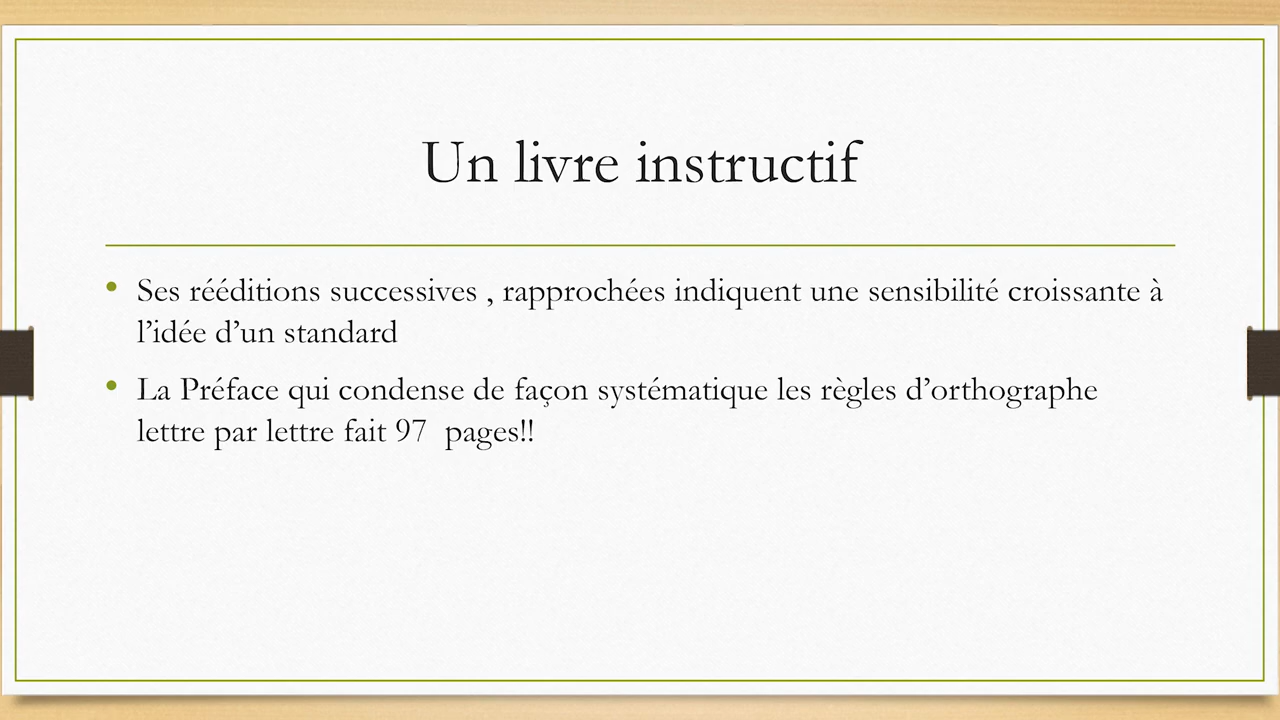 Un livre instructif
• Ses rééditions successives , rapprochées indiquent une sensibilité croissante à
l’idée d’un standard
• La Préface qui condense de façon systématique les règles d’orthographe
lettre par lettre fait 97  pages!!